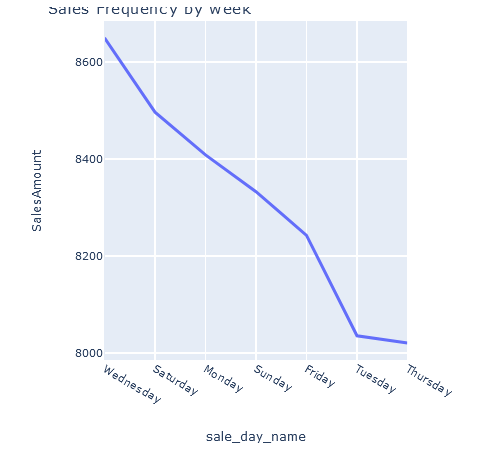 Sales Frequency by week
8600
8400
8200
8000
SalesAmount
Wednesday
Saturday
Monday
Sunday
Friday
Tuesday
Thursday
sale_day_name